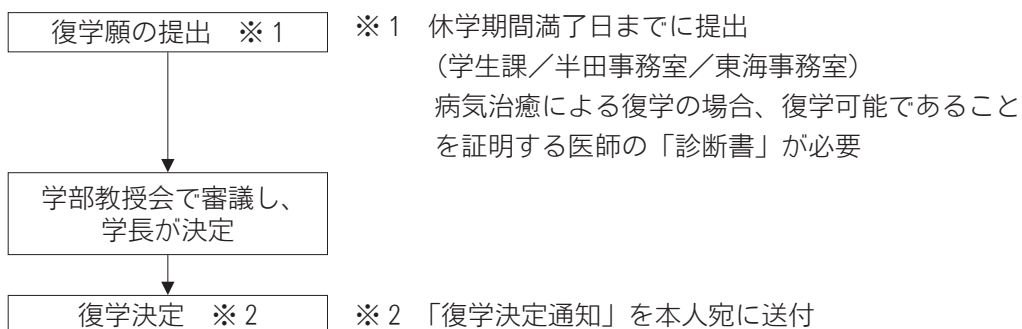 復学願の提出　※１
※１　休学期間満了日までに提出
（学生課／半田事務室／東海事務室）
病気治癒による復学の場合、復学可能であること
を証明する医師の「診断書」が必要
学部教授会で審議し、
学長が決定
復学決定　※２
※２　「復学決定通知」を本人宛に送付